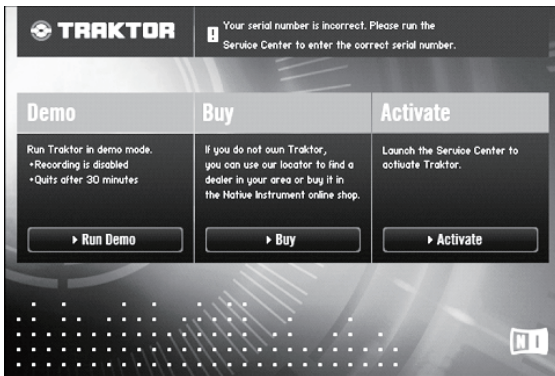 TRAKTOR
Your serial number is incorrect. Please run the
Service Center to enter the correct serial number.
Demo
Run Traktor in demo mode.
•Recording is disabled
•Quits after 30 minutes
Run Demo
Buy
If you do not own Traktor,
you can use our locator to find a
dealer in your area or buy it in
the Native Instrument online shop.
Buy
Activate
Launch the Service Center to
activate Traktor.
Activate
NI